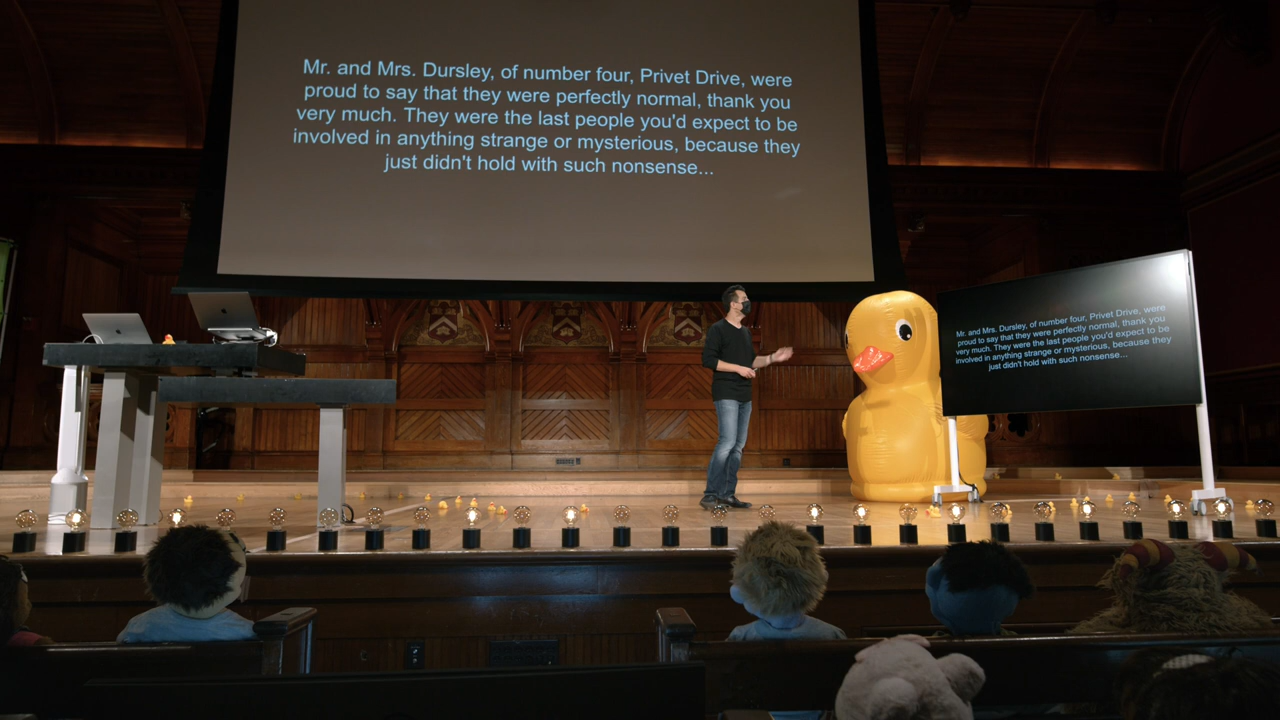 Mr. and Mrs. Dursley, of number four, Privet Drive, were
proud to say that they were perfectly normal, thank you
very much. They were the last people you'd expect to be
involved in anything strange or mysterious, because they
just didn't hold with such nonsense...
Mr. and Mrs. Dursley, of number four, Privet Drive, were
proud to say that they were perfectly normal, thank you
very much. They were the last people you'd expect to be
involved in anything strange or mysterious, because they
just didn't hold with such nonsense...